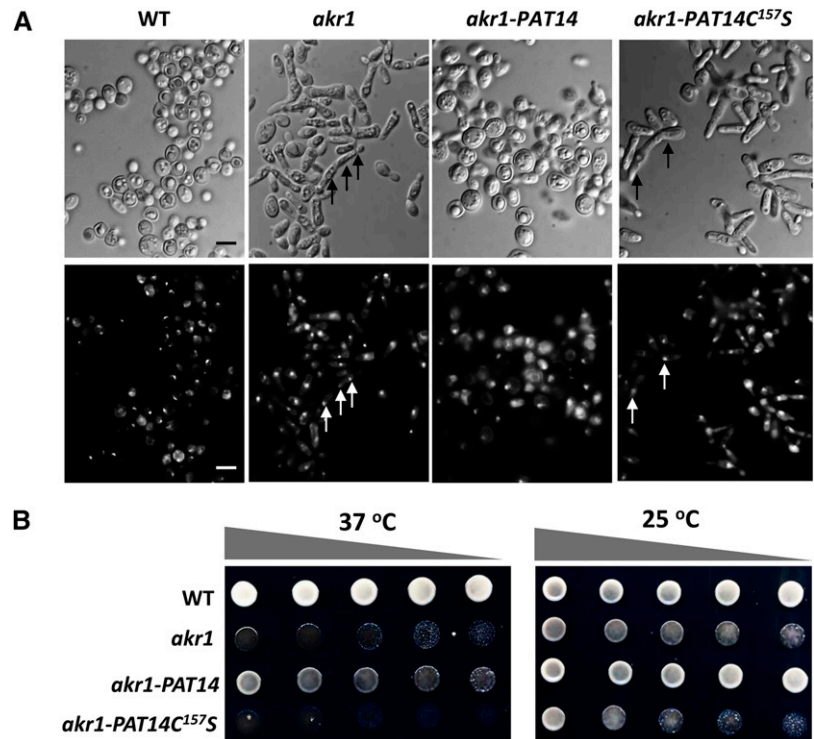 A
WT akr1 akr1-PAT14 akr1-PAT14C¹⁵⁷S
B
37 ᵒC 25 ᵒC
WT
akr1
akr1-PAT14
akr1-PAT14C¹⁵⁷S